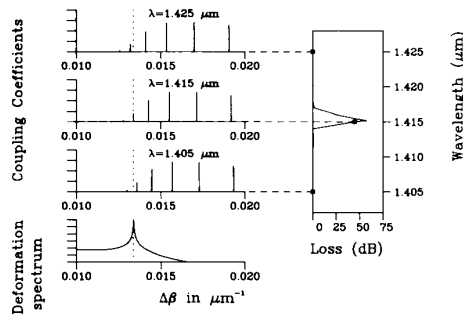 Coupling Coefficients
λ=1.425 μm
0.010 0.015 0.020
λ=1.415 μm
0.010 0.015 0.020
λ=1.405 μm
0.010 0.015 0.020
Deformation
spectrum
0.010 0.015 0.020
Δβ in μm⁻¹
1.425
1.420
1.415
1.410
1.405
Wavelength (μm)
0 25 50 75
Loss (dB)